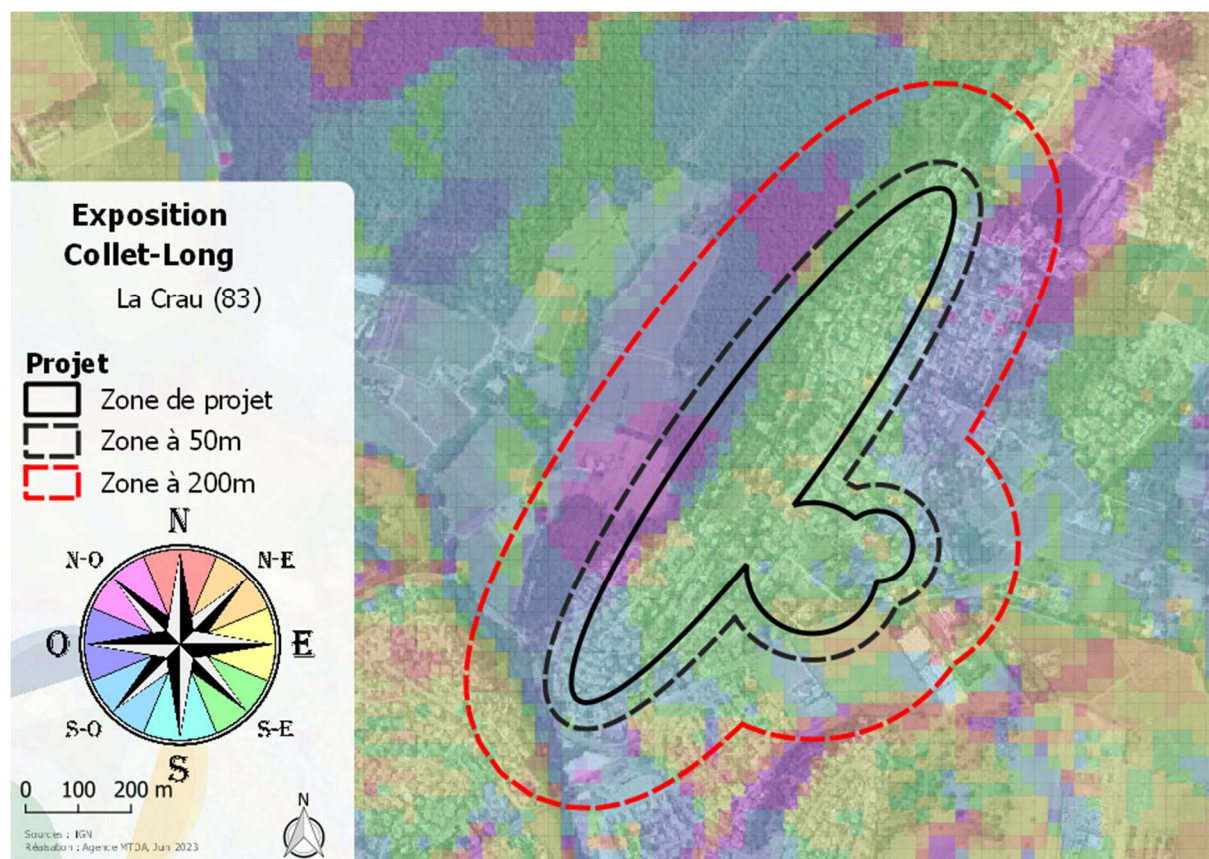 Exposition
Collet-Long
La Crau (83)
Projet
Zone de projet
Zone à 50m
Zone à 200m
N
N-O
N-E
O
E
S-O
S-E
S
0 100 200 m
N
Sources : IGN
Réalisation : Agence MTDA, Juin 2023